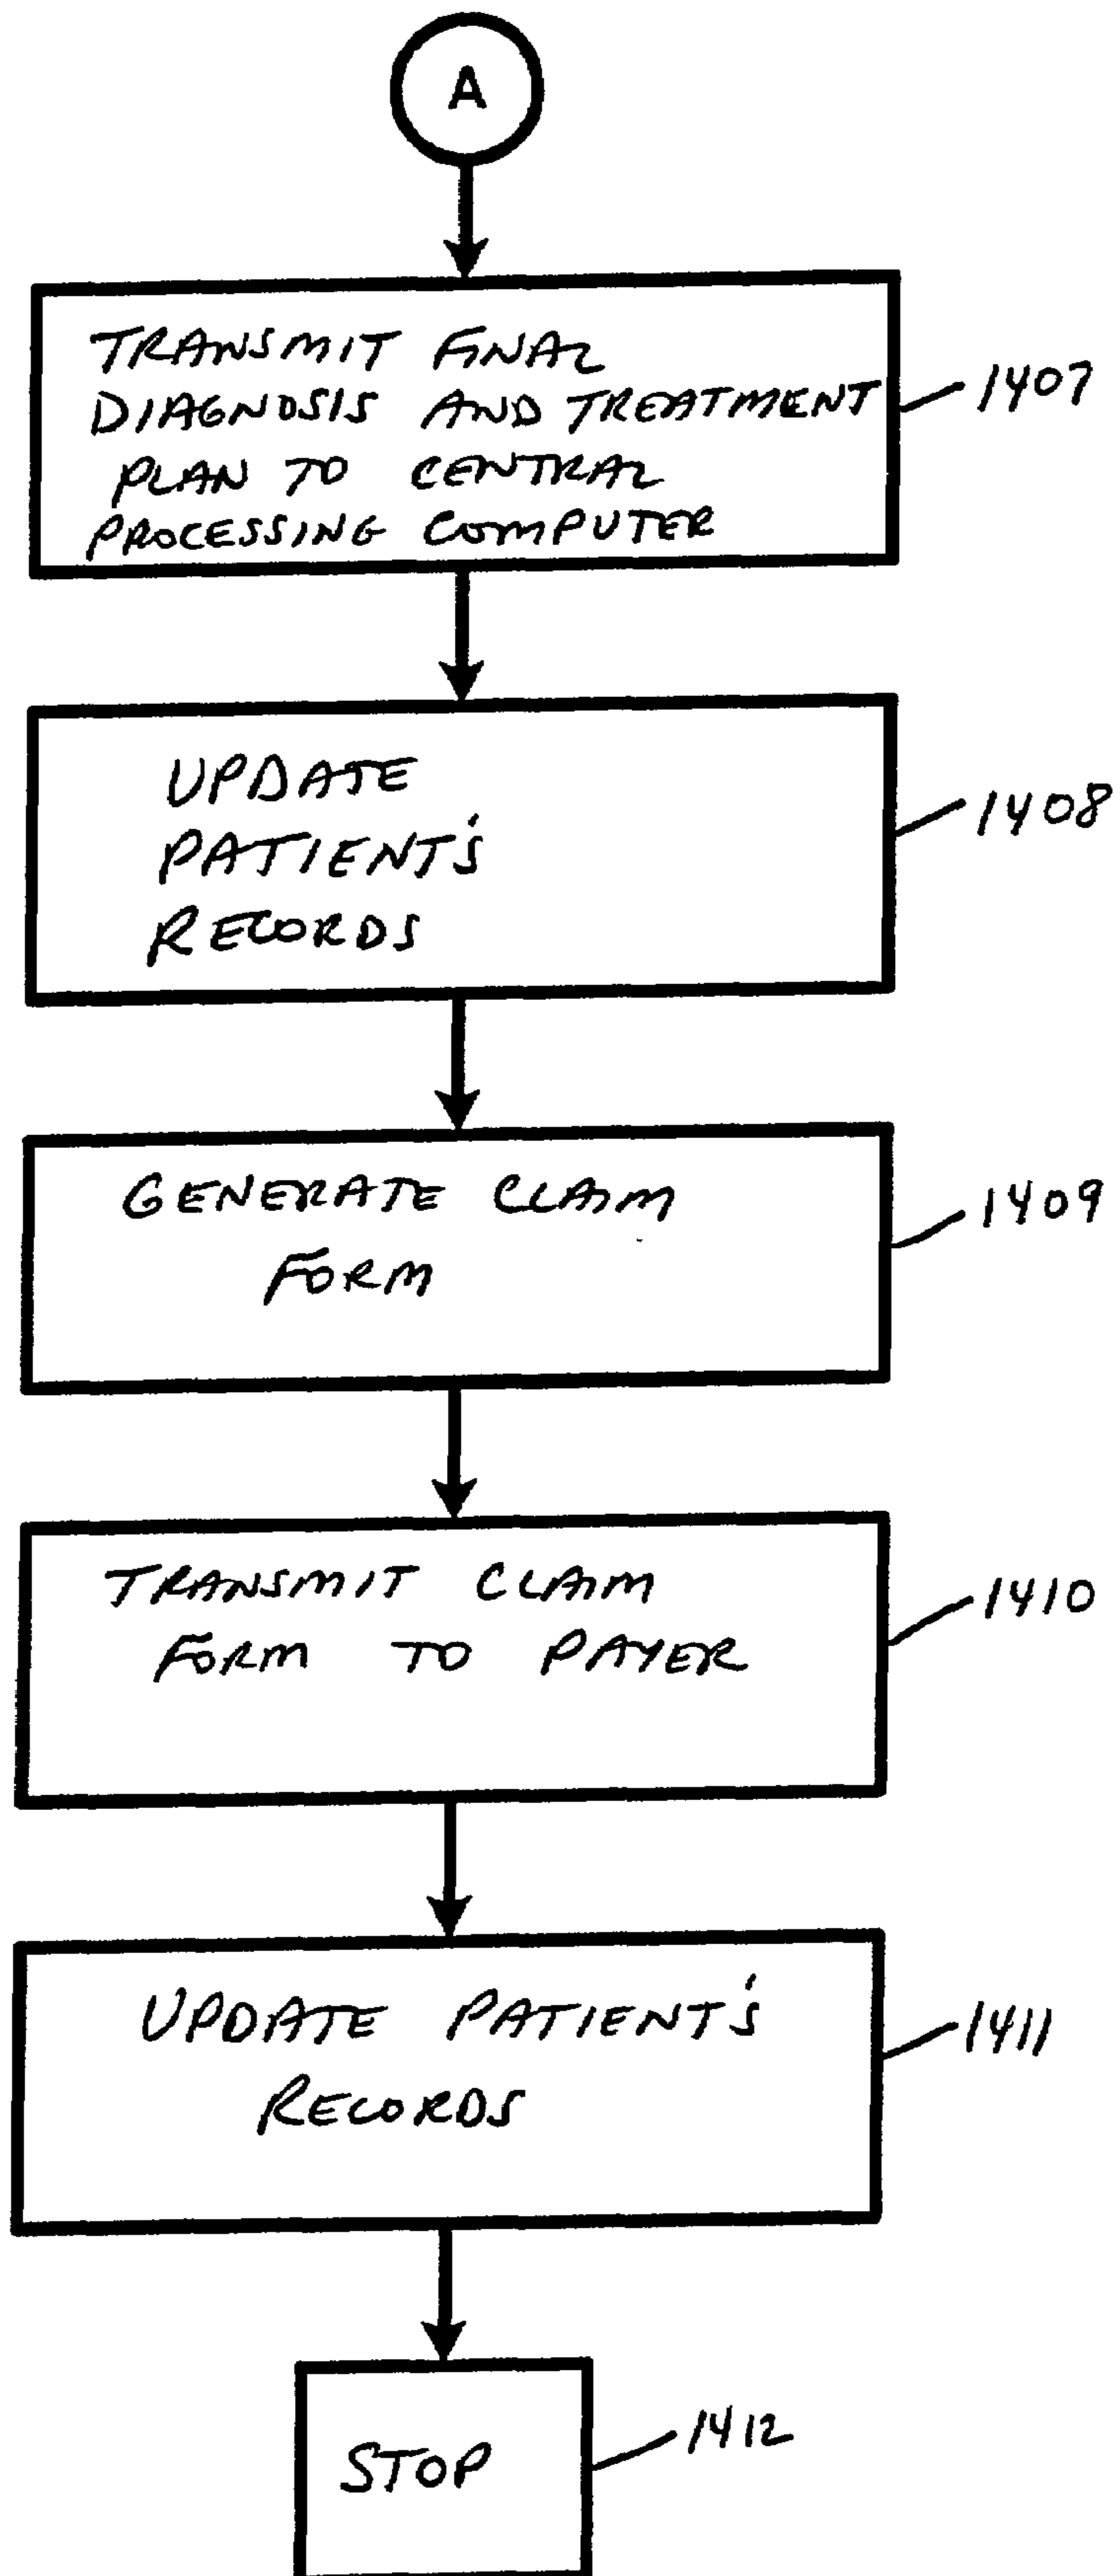 A
TRANSMIT FINAL
DIAGNOSIS AND TREATMENT
PLAN TO CENTRAL
PROCESSING COMPUTER
1407
UPDATE
PATIENT'S
RECORDS
1408
GENERATE CLAIM
FORM
1409
TRANSMIT CLAIM
FORM TO PAYER
1410
UPDATE PATIENT'S
RECORDS
1411
STOP
1412